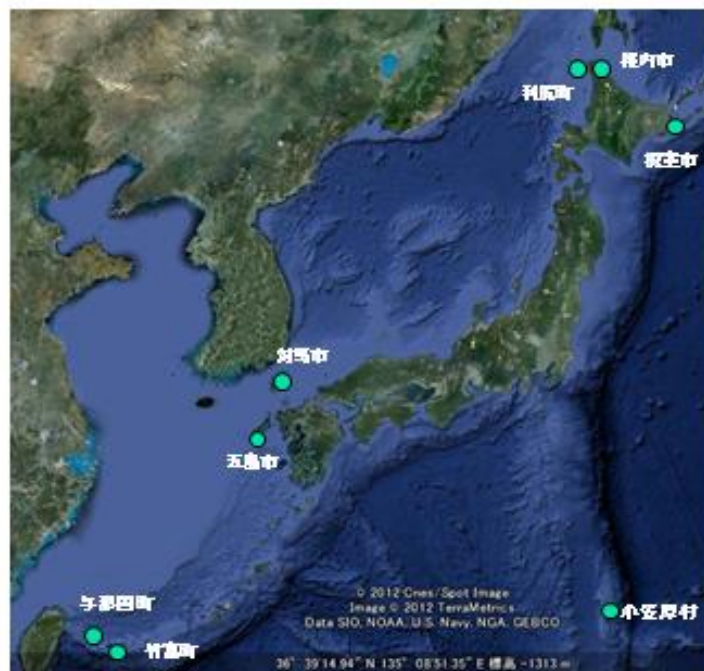 稚内市
利尻町
根室市
対馬市
五島市
小笠原村
与那国町
竹富町
© 2012 Cnes/Spot Image
Image © 2012 TerraMetrics
Data SIO, NOAA, U.S. Navy, NGA, GEBCO
36° 39'14.94" N 135° 08'51.35" E 標高 -1313 m